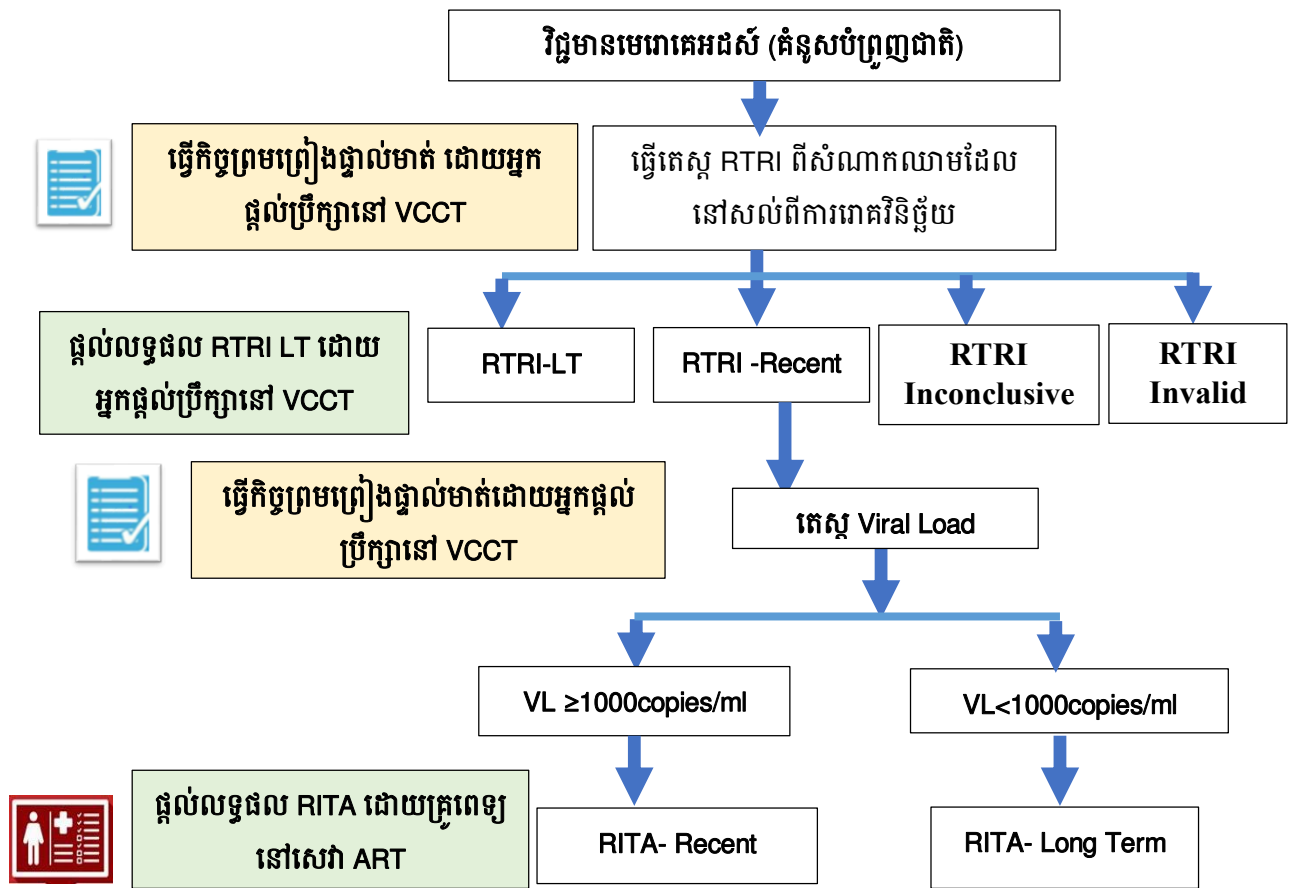 វិជ្ជមានមេរោគេអដស៍ (គំនូសបំព្រួញជាតិ)
ធ្វើកិច្ចព្រមព្រៀងផ្ទាល់មាត់ ដោយអ្នក
ផ្តល់ប្រឹក្សានៅ VCCT
ធ្វើតេស្ត RTRI ពីសំណាកឈាមដែល
នៅសល់ពីការរោគវិនិច្ឆ័យ
ផ្តល់លទ្ធផល RTRI LT ដោយ
អ្នកផ្តល់ប្រឹក្សានៅ VCCT
RTRI-LT
RTRI -Recent
RTRI
Inconclusive
RTRI
Invalid
ធ្វើកិច្ចព្រមព្រៀងផ្ទាល់មាត់ដោយអ្នកផ្តល់
ប្រឹក្សានៅ VCCT
តេស្ត Viral Load
VL ≥1000copies/ml
VL<1000copies/ml
ផ្តល់លទ្ធផល RITA ដោយគ្រូពេទ្យ
នៅសេវា ART
RITA- Recent
RITA- Long Term